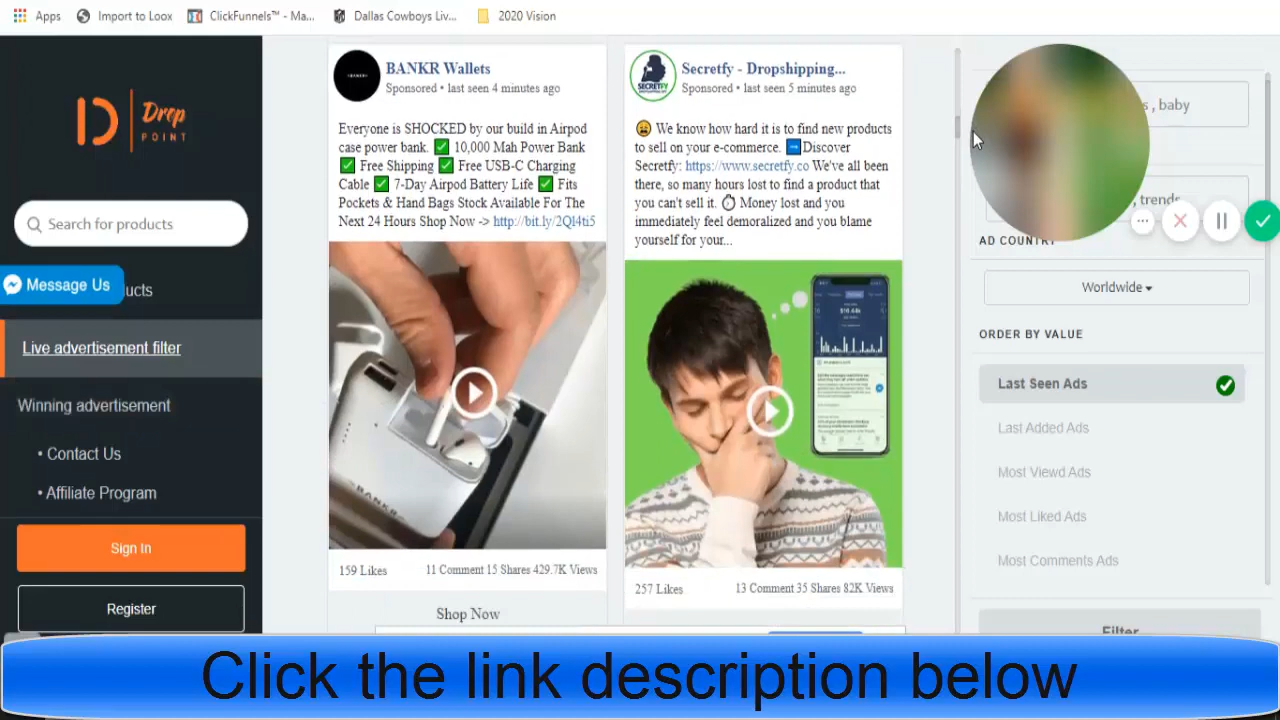 Apps
Import to Loox
ClickFunnels™ - Ma...
Dallas Cowboys Liv...
2020 Vision
Drop
POINT
Search for products
Message Us
ucts
Live advertisement filter
Winning advertisement
• Contact Us
• Affiliate Program
Sign In
Register
BANKR Wallets
Sponsored • last seen 4 minutes ago
Everyone is SHOCKED by our build in Airpod
case power bank. ✅ 10,000 Mah Power Bank
✅ Free Shipping ✅ Free USB-C Charging
Cable ✅ 7-Day Airpod Battery Life ✅ Fits
Pockets & Hand Bags Stock Available For The
Next 24 Hours Shop Now -> http://bit.ly/2QI4ti5
BANKR
159 Likes
11 Comment 15 Shares 429.7K Views
Shop Now
SECRETFY
Secretfy - Dropshipping...
Sponsored • last seen 5 minutes ago
😩 We know how hard it is to find new products
to sell on your e-commerce. ➡️Discover
Secretfy: https://www.secretfy.co We've all been
there, so many hours lost to find a product that
you can't sell it. ⏱ Money lost and you
immediately feel demoralized and you blame
yourself for your...
257 Likes
13 Comment 35 Shares 82K Views
s , baby
, trends
AD COUNTRY
Worldwide
ORDER BY VALUE
Last Seen Ads
Last Added Ads
Most Viewd Ads
Most Liked Ads
Most Comments Ads
Filter
Click the link description below